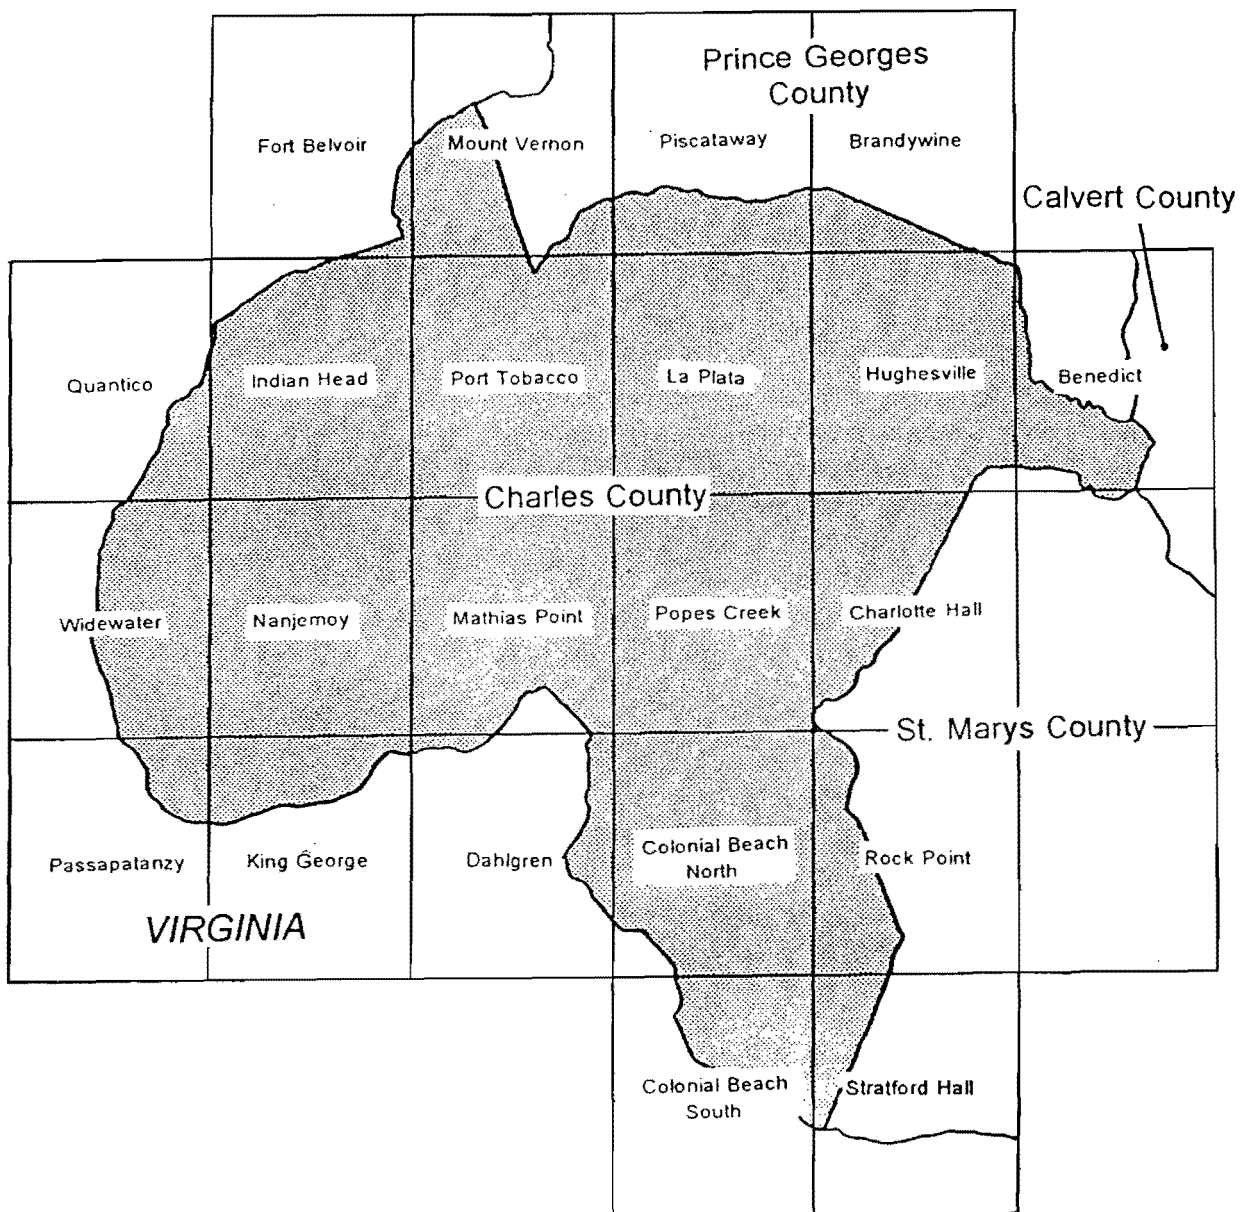 Prince Georges
County
Fort Belvoir
Mount Vernon
Piscataway
Brandywine
Calvert County
Quantico
Indian Head
Port Tobacco
La Plata
Hughesville
Benedict
Charles County
Widewater
Nanjemoy
Mathias Point
Popes Creek
Charlotte Hall
St. Marys County
Passapatanzy
King George
Dahlgren
Colonial Beach
North
Rock Point
VIRGINIA
Colonial Beach
South
Stratford Hall